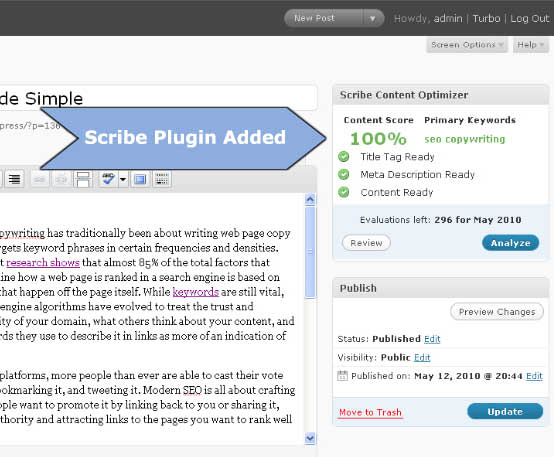 New Post
Howdy, admin | Turbo | Log Out
Screen Options
Help
de Simple
press/?p=136
Scribe Plugin Added
Scribe Content Optimizer
Content Score Primary Keywords
100% seo copywriting
Title Tag Ready
Meta Description Ready
Content Ready
Evaluations left: 296 for May 2010
Review Analyze
ABC
pywriting has traditionally been about writing web page copy
rgets keyword phrases in certain frequencies and densities.
t research shows that almost 85% of the total factors that
ine how a web page is ranked in a search engine is based on
that happen off the page itself. While keywords are still vital,
engine algorithms have evolved to treat the trust and
ity of your domain, what others think about your content, and
rds they use to describe it in links as more of an indication of
platforms, more people than ever are able to cast their vote
ookmarking it, and tweeting it. Modern SEO is all about crafting
ople want to promote it by linking back to you or sharing it,
thority and attracting links to the pages you want to rank well
Publish
Preview Changes
Status: Published Edit
Visibility: Public Edit
Published on: May 12, 2010 @ 20:44 Edit
Move to Trash Update